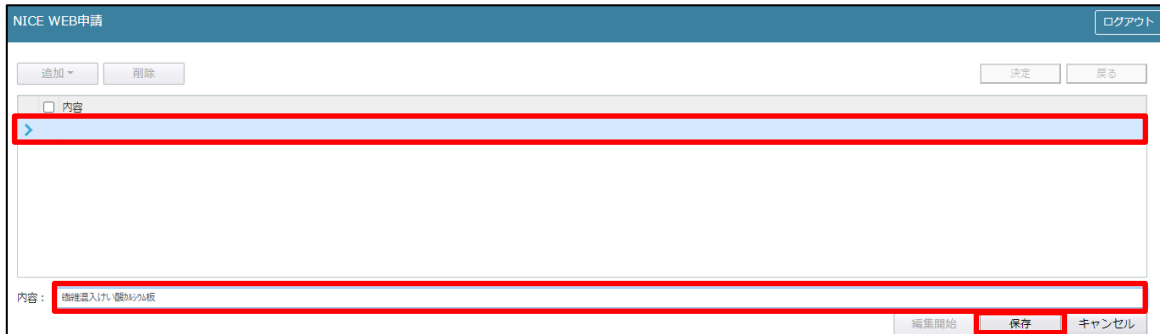 NICE WEB申請
ログアウト
追加 削除 決定 戻る
内容
内容： 繊維混入けい酸ｶﾙｼｳﾑ板
編集開始 保存 キャンセル